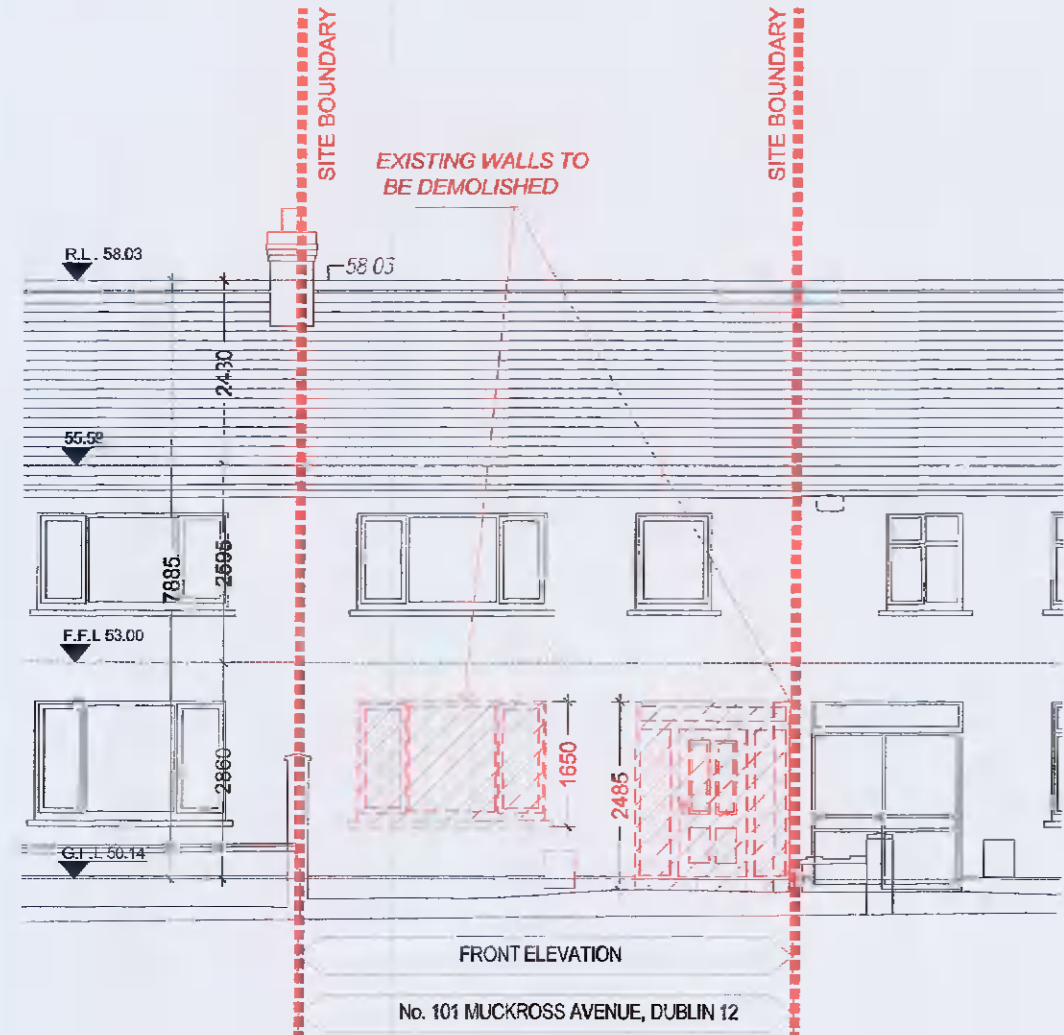 SITE BOUNDARY
SITE BOUNDARY
EXISTING WALLS TO
BE DEMOLISHED
R.L. 58.03
58.03
2430
55.58
7885
2595
F.F.L 53.00
2860
1650
2485
G.F.L 50.14
FRONT ELEVATION
No. 101 MUCKROSS AVENUE, DUBLIN 12